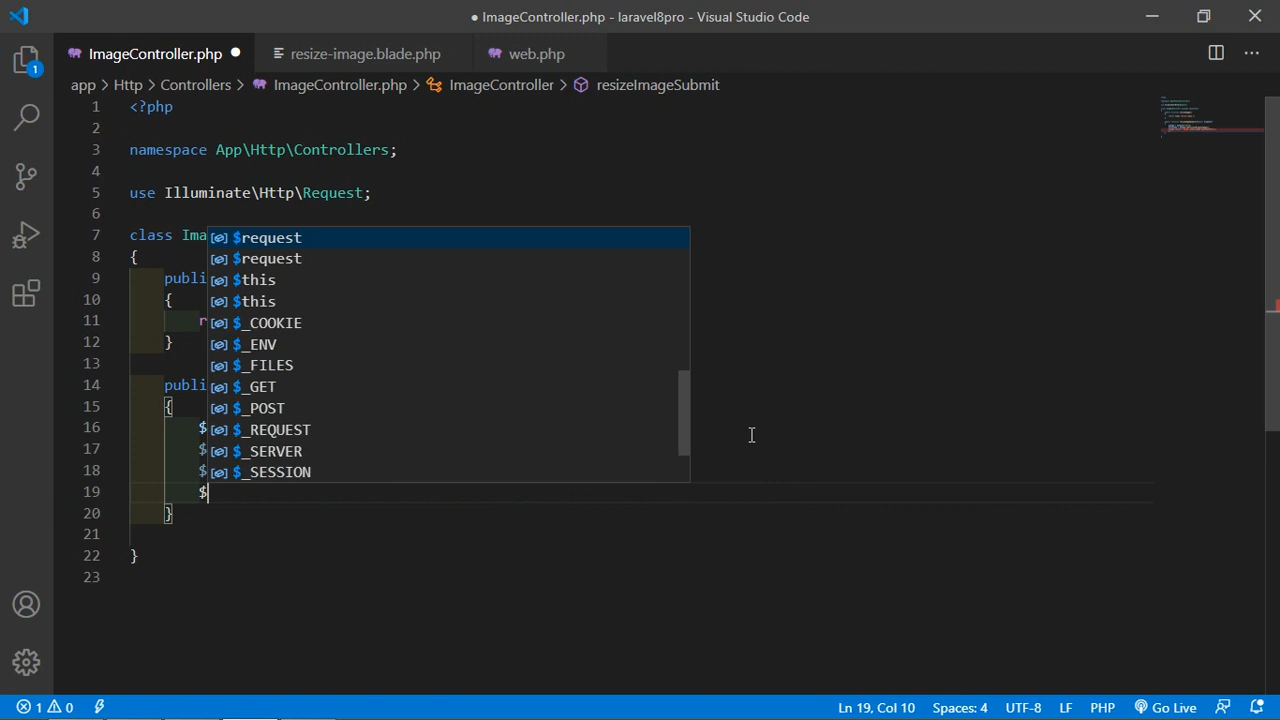 ● ImageController.php - laravel8pro - Visual Studio Code
ImageController.php ● resize-image.blade.php web.php
app > Http > Controllers > ImageController.php > ImageController > resizeImageSubmit
1 <?php
2
3 namespace App\Http\Controllers;
4
5 use Illuminate\Http\Request;
6
7 class Ima
$request
8 {
$request
9 publi
$this
10 {
$this
11 r
$_COOKIE
12 }
$_ENV
13
$_FILES
14 publi
$_GET
15 {
$_POST
16 $
$_REQUEST
17 $
$_SERVER
18 $
$_SESSION
19 $
20 }
21
22 }
23
1
1 0 Ln 19, Col 10 Spaces: 4 UTF-8 LF PHP Go Live